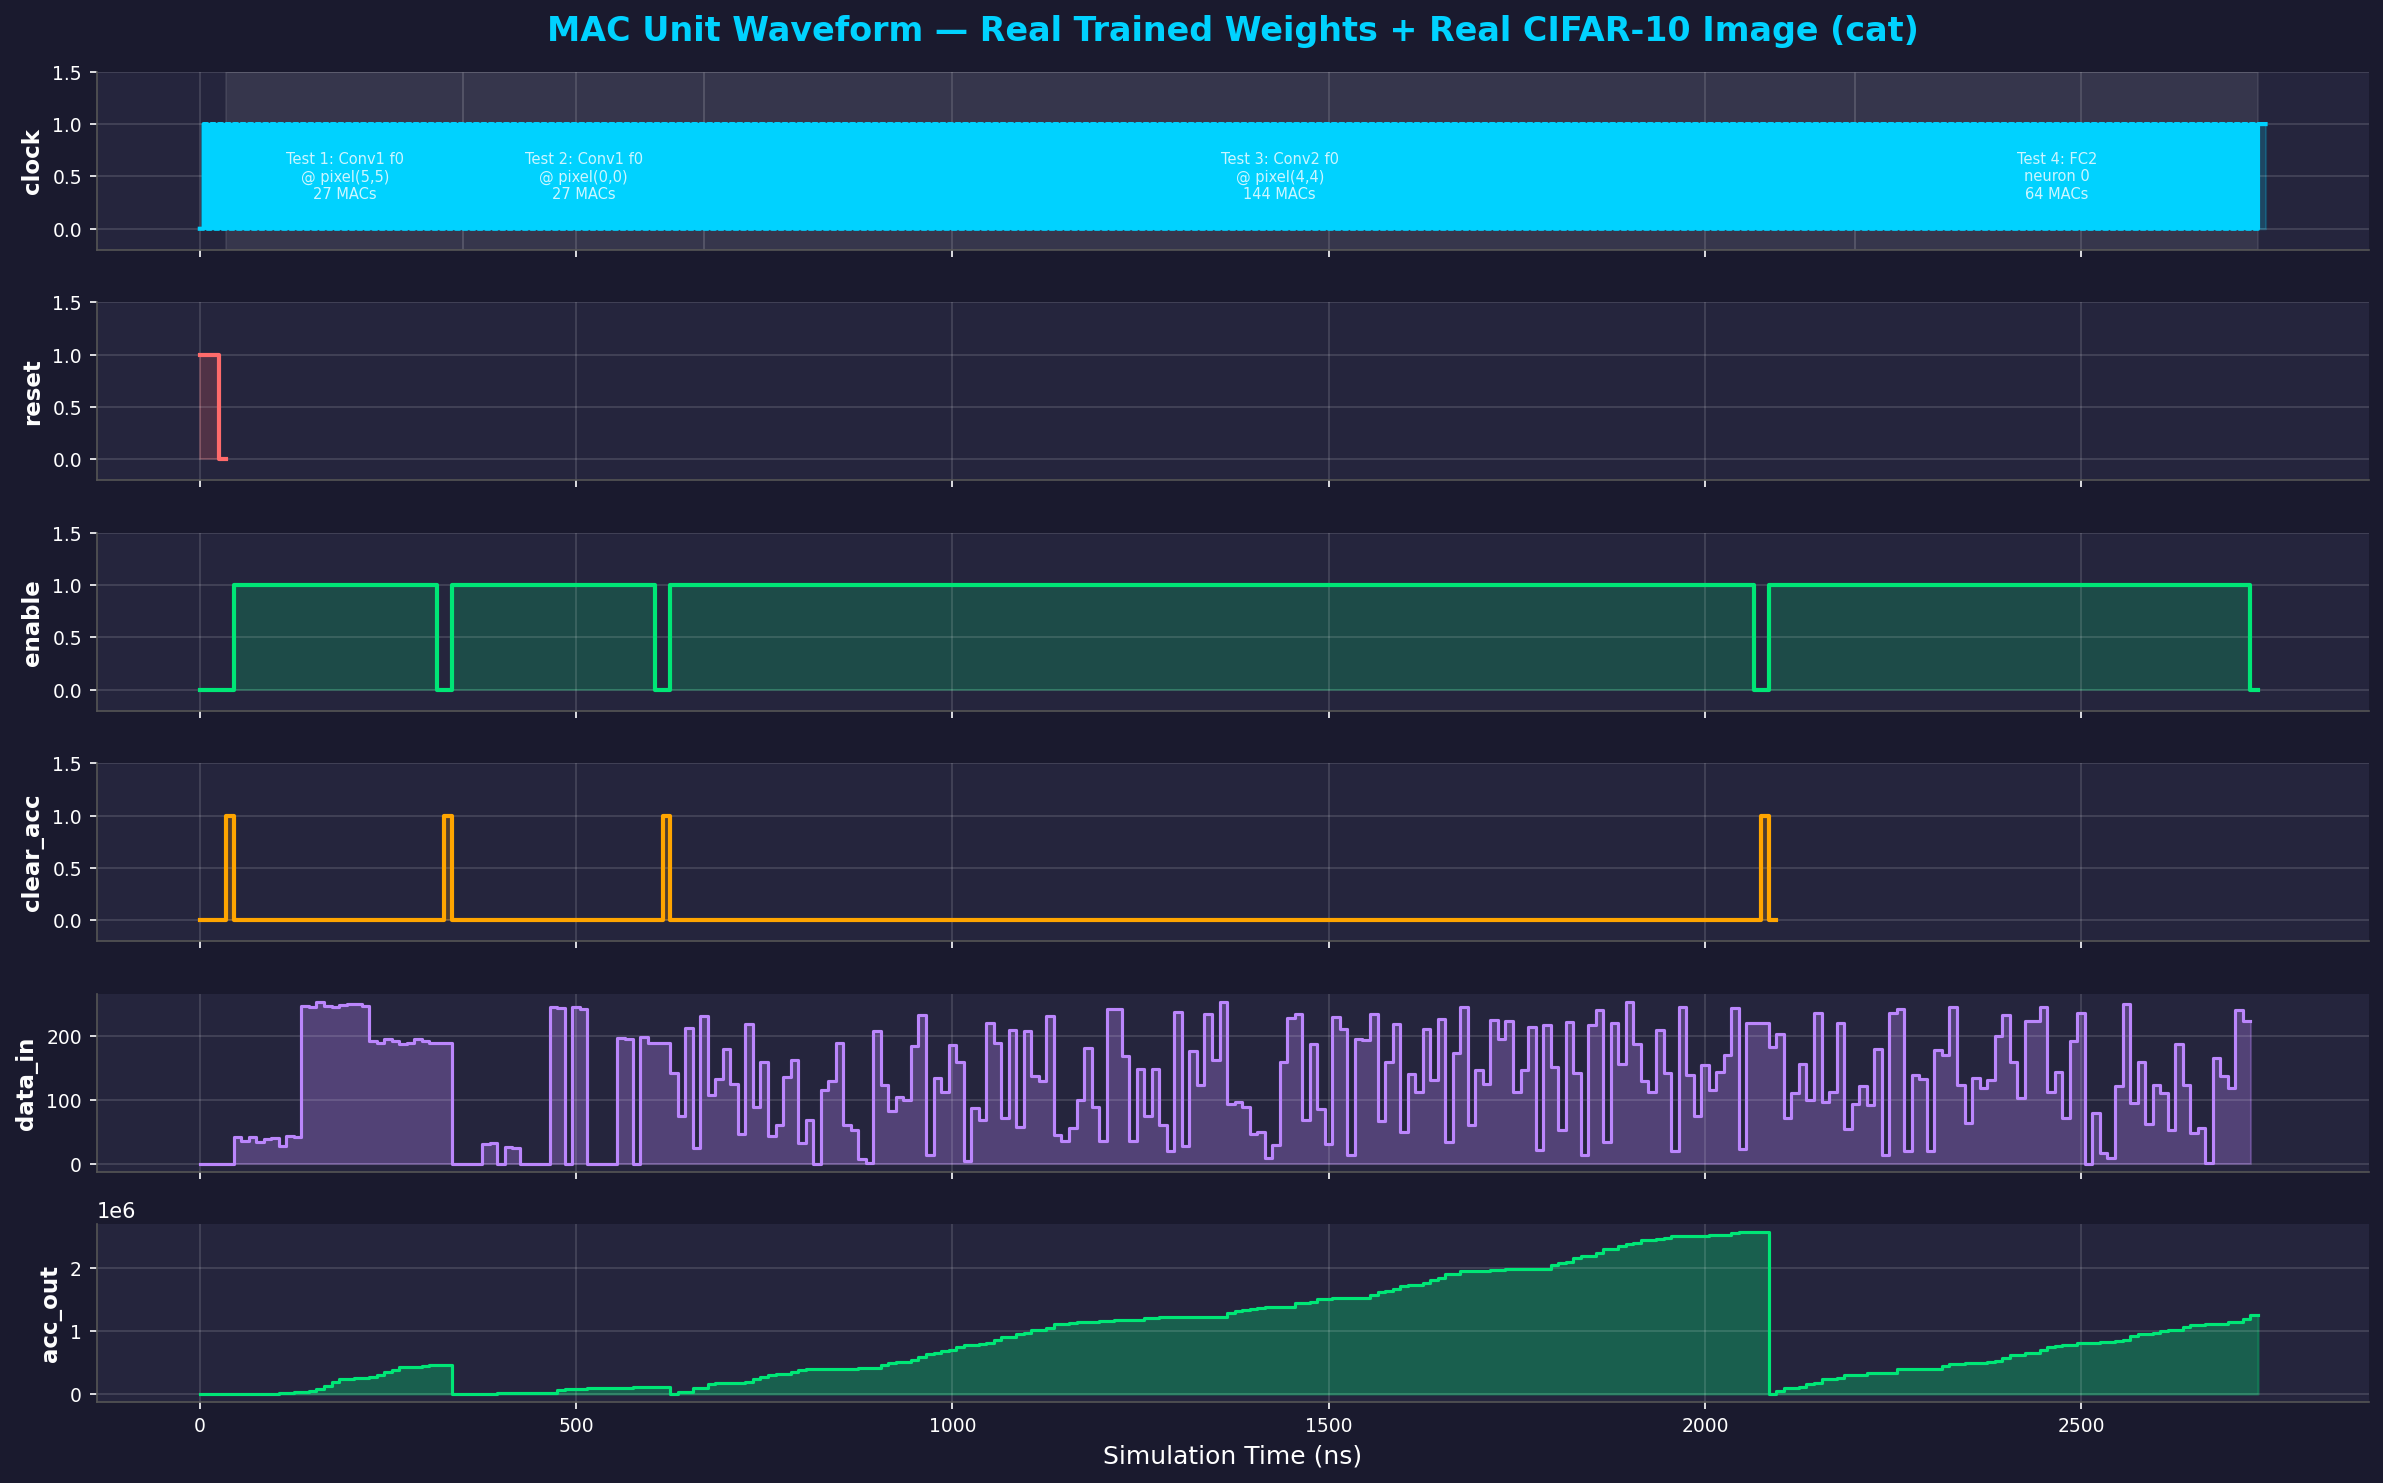 MAC Unit Waveform — Real Trained Weights + Real CIFAR-10 Image (cat)
clock
1.5
1.0
0.5
0.0
Test 1: Conv1 f0
@ pixel(5,5)
27 MACs
Test 2: Conv1 f0
@ pixel(0,0)
27 MACs
Test 3: Conv2 f0
@ pixel(4,4)
144 MACs
Test 4: FC2
neuron 0
64 MACs
reset
1.5
1.0
0.5
0.0
enable
1.5
1.0
0.5
0.0
clear_acc
1.5
1.0
0.5
0.0
data_in
200
100
0
acc_out
1e6
2
1
0
0 500 1000 1500 2000 2500
Simulation Time (ns)